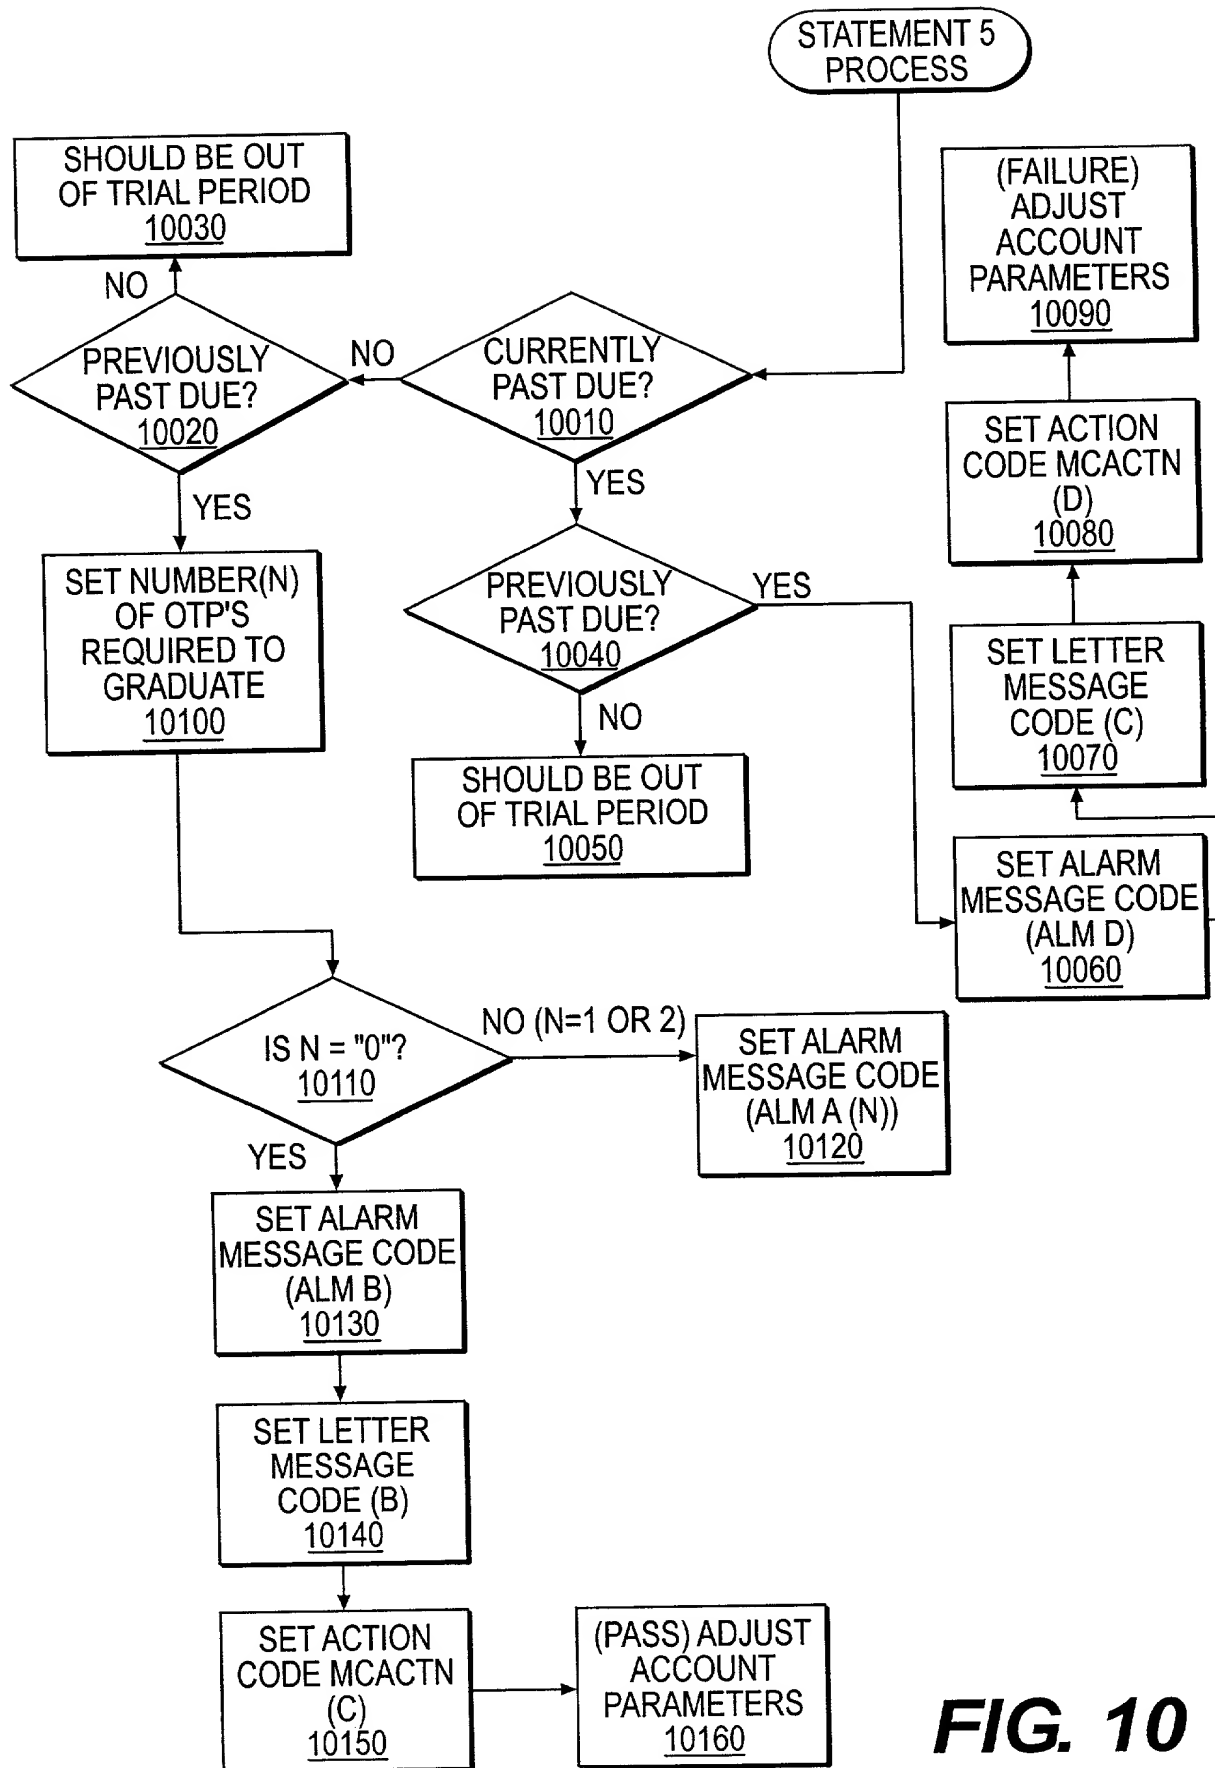 STATEMENT 5
PROCESS
SHOULD BE OUT
OF TRIAL PERIOD
10030
NO
PREVIOUSLY
PAST DUE?
10020
NO
CURRENTLY
PAST DUE?
10010
YES
YES
SET NUMBER(N)
OF OTP'S
REQUIRED TO
GRADUATE
10100
PREVIOUSLY
PAST DUE?
10040
YES
NO
SHOULD BE OUT
OF TRIAL PERIOD
10050
(FAILURE)
ADJUST
ACCOUNT
PARAMETERS
10090
SET ACTION
CODE MCACTN
(D)
10080
SET LETTER
MESSAGE
CODE (C)
10070
SET ALARM
MESSAGE CODE
(ALM D)
10060
IS N = "0"?
10110
NO (N=1 OR 2)
SET ALARM
MESSAGE CODE
(ALM A (N))
10120
YES
SET ALARM
MESSAGE CODE
(ALM B)
10130
SET LETTER
MESSAGE
CODE (B)
10140
SET ACTION
CODE MCACTN
(C)
10150
(PASS) ADJUST
ACCOUNT
PARAMETERS
10160
FIG. 10